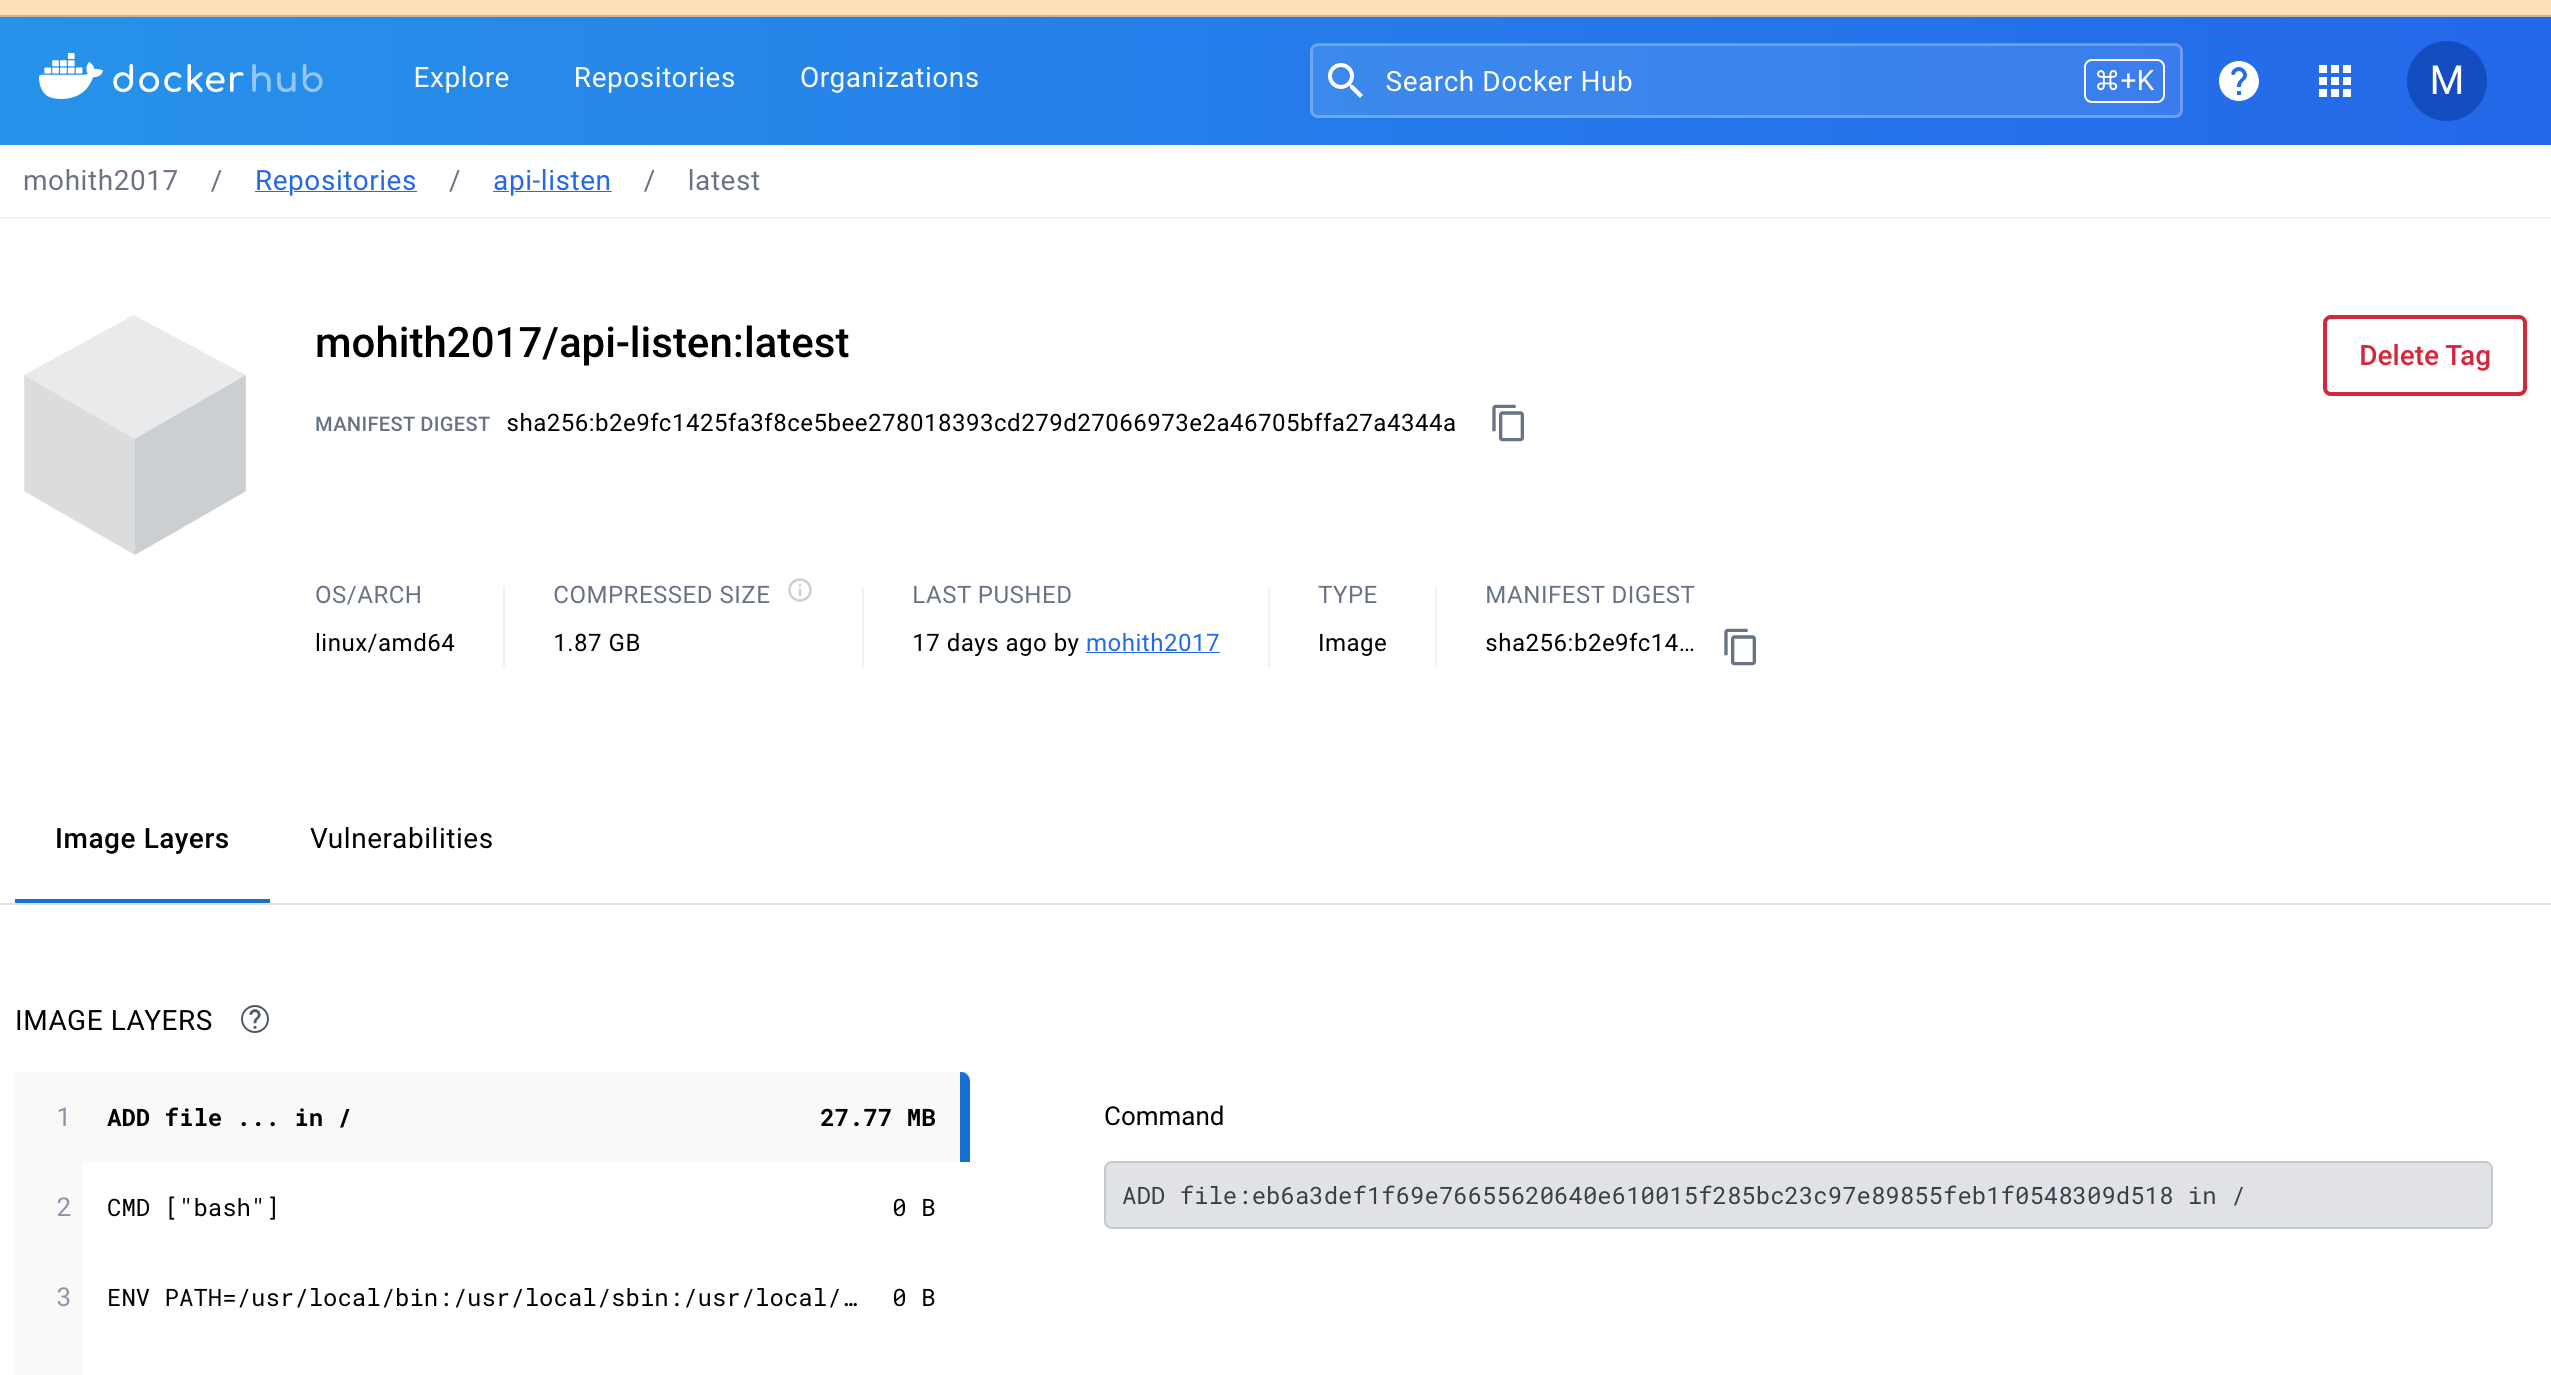 dockerhub Explore Repositories Organizations Search Docker Hub ⌘+K ? M
mohith2017 / Repositories / api-listen / latest
mohith2017/api-listen:latest
Delete Tag
MANIFEST DIGEST sha256:b2e9fc1425fa3f8ce5bee278018393cd279d27066973e2a46705bffa27a4344a
OS/ARCH COMPRESSED SIZE LAST PUSHED TYPE MANIFEST DIGEST
linux/amd64 1.87 GB 17 days ago by mohith2017 Image sha256:b2e9fc14...
Image Layers Vulnerabilities
IMAGE LAYERS ?
1 ADD file ... in / 27.77 MB
2 CMD ["bash"] 0 B
3 ENV PATH=/usr/local/bin:/usr/local/sbin:/usr/local/… 0 B
Command
ADD file:eb6a3def1f69e76655620640e610015f285bc23c97e89855feb1f0548309d518 in /